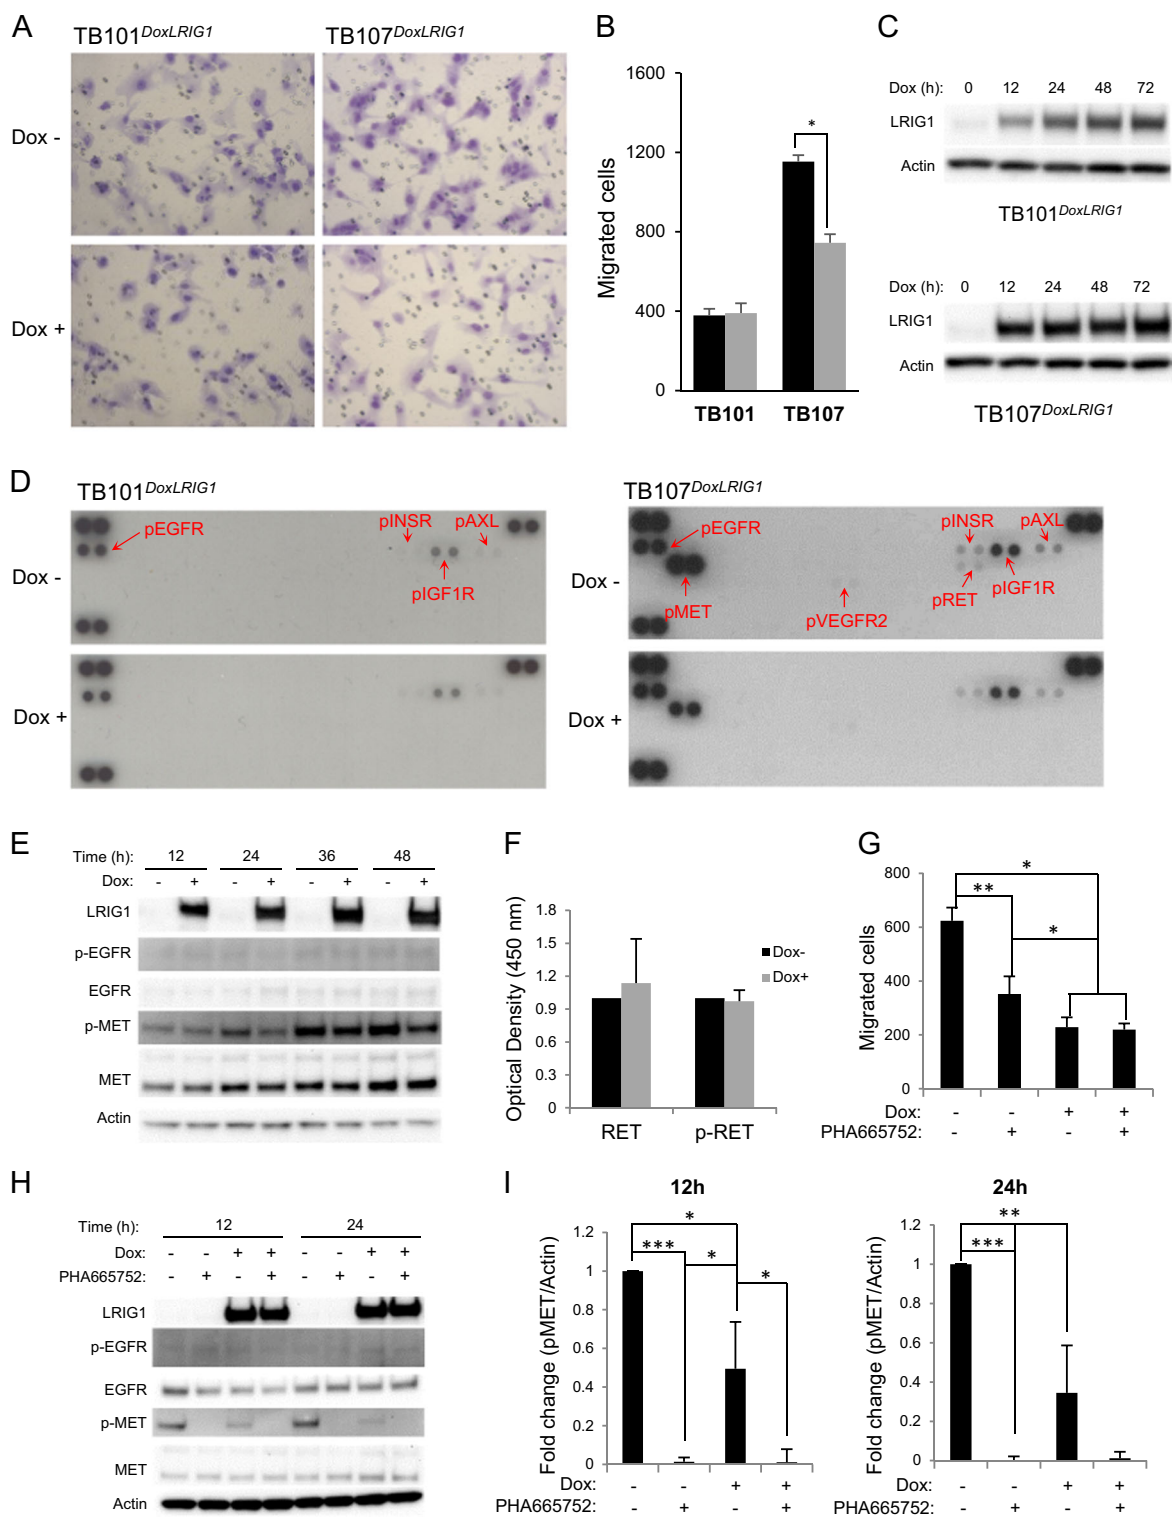 A
TB101DoxLRIG1
TB107DoxLRIG1
Dox -
Dox +
B
Migrated cells
1600
1200
800
400
0
*
TB101
TB107
C
Dox (h): 0 12 24 48 72
LRIG1
Actin
TB101DoxLRIG1
Dox (h): 0 12 24 48 72
LRIG1
Actin
TB107DoxLRIG1
D
TB101DoxLRIG1
pEGFR
pINSR
pAXL
pIGF1R
Dox -
Dox +
TB107DoxLRIG1
pEGFR
pINSR
pAXL
pMET
pVEGFR2
pRET
pIGF1R
Dox -
Dox +
E
Time (h): 12 24 36 48
Dox: - + - + - + - +
LRIG1
p-EGFR
EGFR
p-MET
MET
Actin
F
Optical Density (450 nm)
1.8
1.5
1.2
0.9
0.6
0.3
0
Dox-
Dox+
RET
p-RET
G
Migrated cells
800
600
400
200
0
*
**
*
Dox: - - + +
PHA665752: - + - +
H
Time (h): 12 24
Dox: - - + + - - + +
PHA665752: - + - + - + - +
LRIG1
p-EGFR
EGFR
p-MET
MET
Actin
I
12h
Fold change (pMET/Actin)
1.2
1
0.8
0.6
0.4
0.2
0
*
***
*
*
Dox: - - + +
PHA665752: - + - +
24h
Fold change (pMET/Actin)
1.2
1
0.8
0.6
0.4
0.2
0
**
***
Dox: - - + +
PHA665752: - + - +